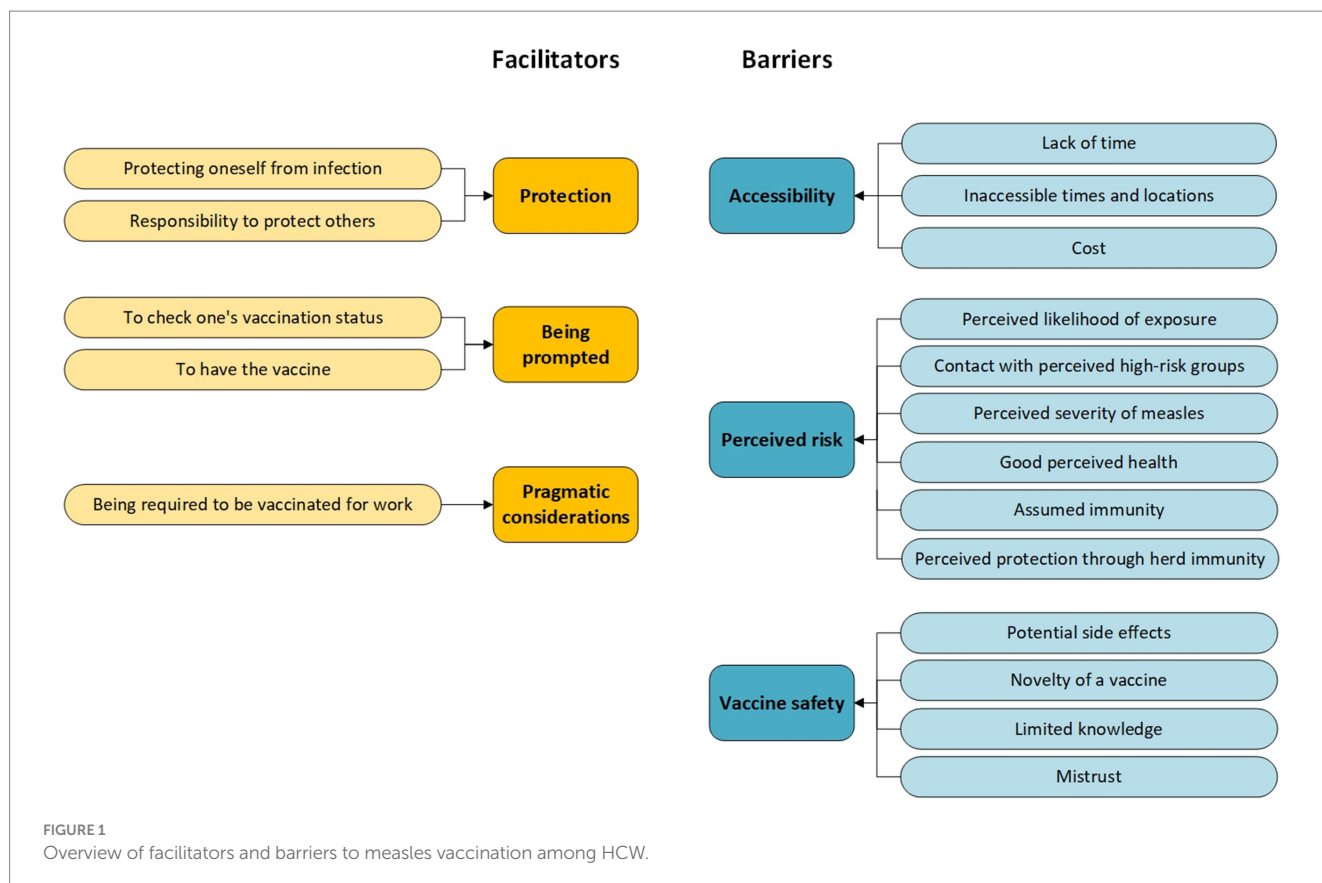 Facilitators
Barriers
Protecting oneself from infection
Responsibility to protect others
Protection
To check one's vaccination status
To have the vaccine
Being
prompted
Being required to be vaccinated for work
Pragmatic
considerations
Accessibility
Lack of time
Inaccessible times and locations
Cost
Perceived risk
Perceived likelihood of exposure
Contact with perceived high-risk groups
Perceived severity of measles
Good perceived health
Assumed immunity
Perceived protection through herd immunity
Vaccine safety
Potential side effects
Novelty of a vaccine
Limited knowledge
Mistrust
FIGURE 1
Overview of facilitators and barriers to measles vaccination among HCW.